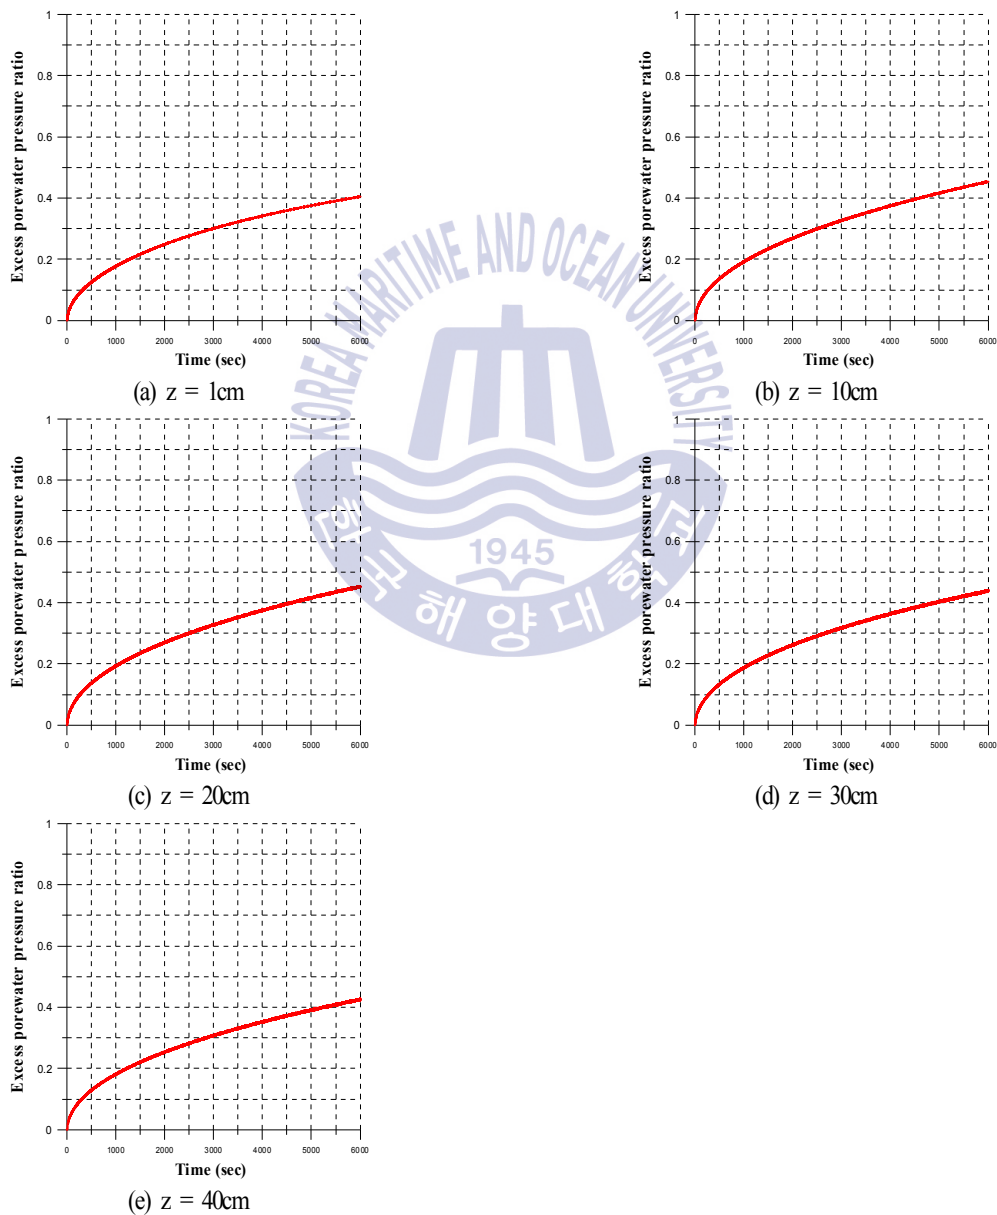 Excess porewater pressure ratio
1
0.8
0.6
0.4
0.2
0
0 1000 2000 3000 4000 5000 6000
Time (sec)
(a) z = 1cm
Excess porewater pressure ratio
1
0.8
0.6
0.4
0.2
0
0 1000 2000 3000 4000 5000 6000
Time (sec)
(b) z = 10cm
KOREA MARITIME AND OCEAN UNIVERSITY
1945
한국해양대학교
Excess porewater pressure ratio
1
0.8
0.6
0.4
0.2
0
0 1000 2000 3000 4000 5000 6000
Time (sec)
(c) z = 20cm
Excess porewater pressure ratio
1
0.8
0.6
0.4
0.2
0
0 1000 2000 3000 4000 5000 6000
Time (sec)
(d) z = 30cm
Excess porewater pressure ratio
1
0.8
0.6
0.4
0.2
0
0 1000 2000 3000 4000 5000 6000
Time (sec)
(e) z = 40cm